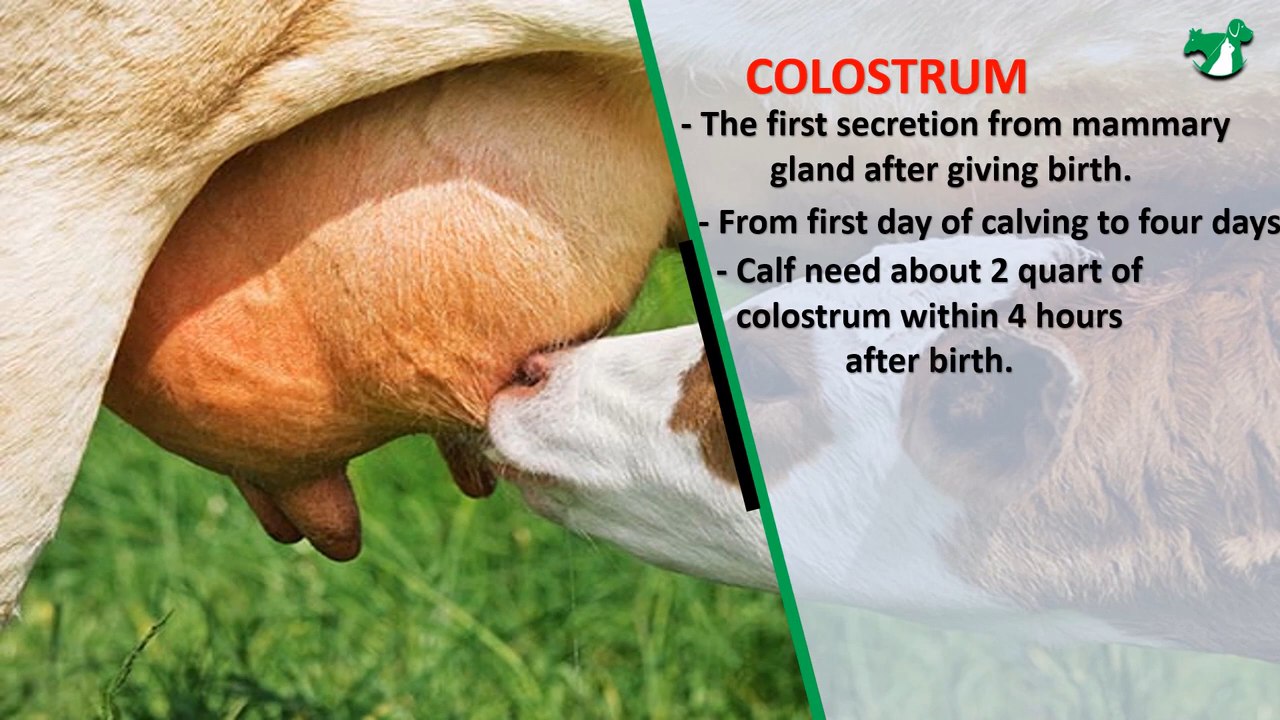 COLOSTRUM
- The first secretion from mammary
gland after giving birth.
- From first day of calving to four days
- Calf need about 2 quart of
colostrum within 4 hours
after birth.